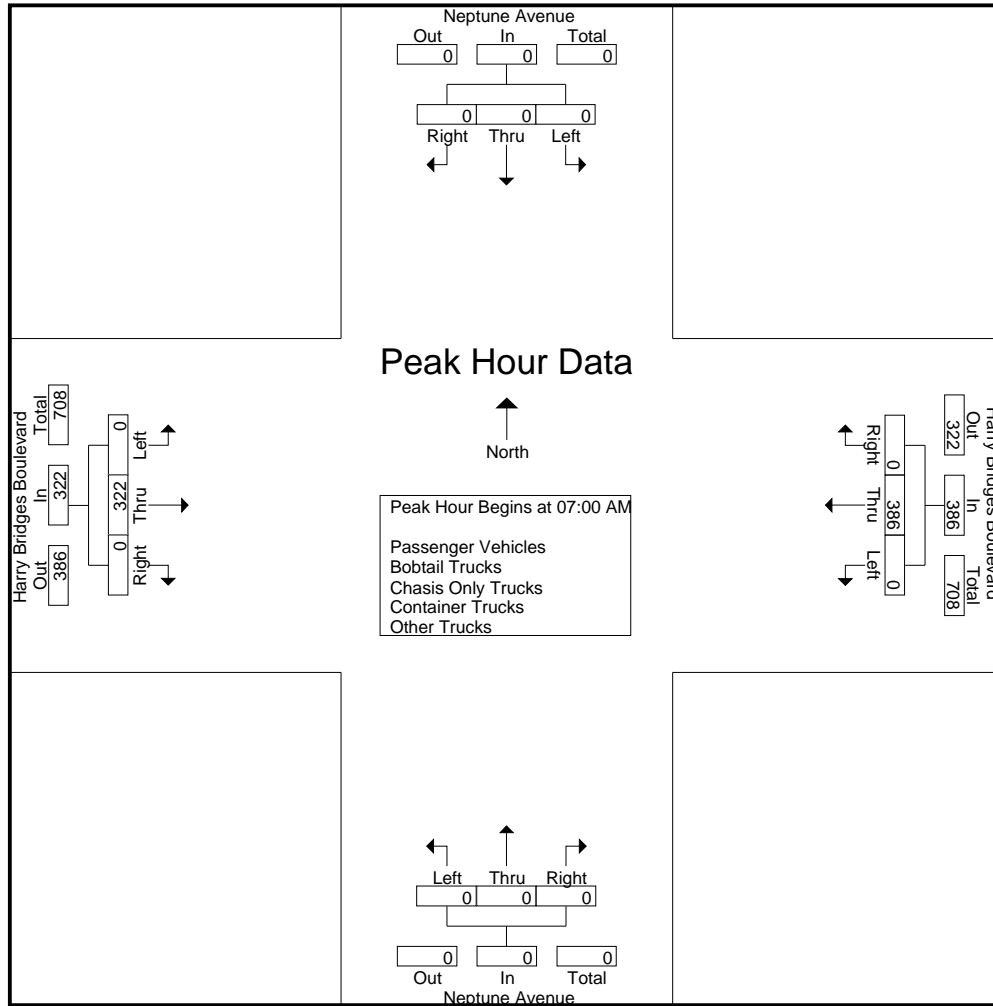 Neptune Avenue
Out In Total
0 0 0
0 0 0
Right Thru Left
Peak Hour Data
North
Peak Hour Begins at 07:00 AM
Passenger Vehicles
Bobtail Trucks
Chasis Only Trucks
Container Trucks
Other Trucks
Harry Bridges Boulevard
Out In Total
386 322 708
0 322 0
Right Thru Left
Harry Bridges Boulevard
Out In Total
322 386 708
0 386 0
Right Thru Left
Left Thru Right
0 0 0
0 0 0
Out In Total
Neptune Avenue